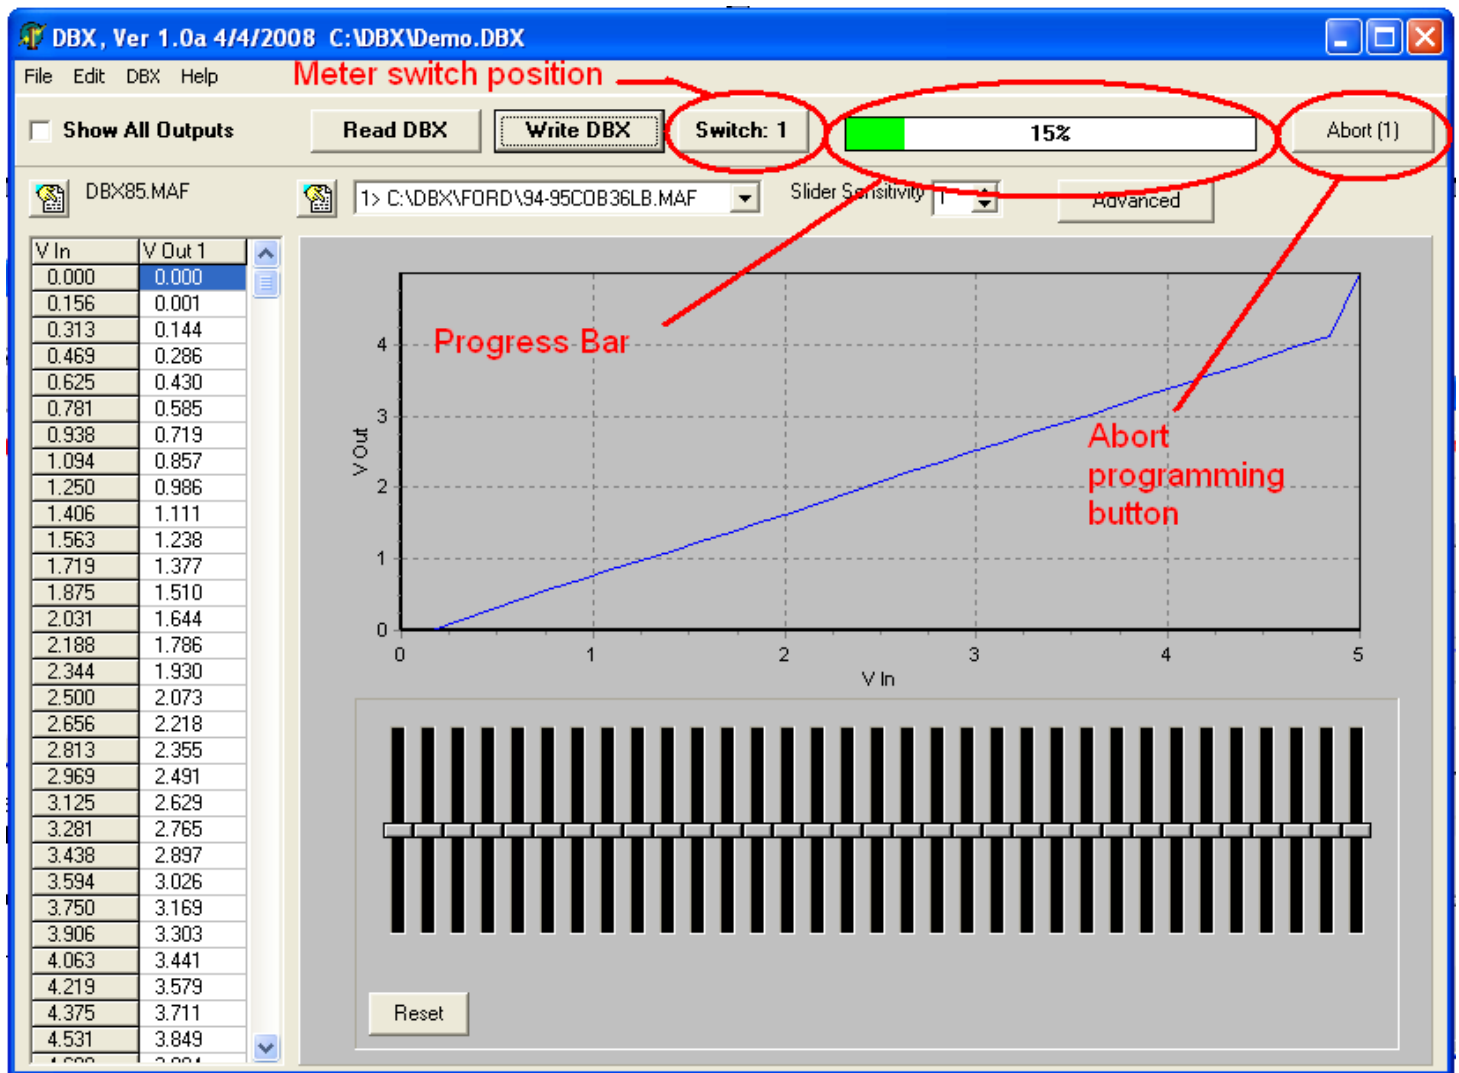 DBX, Ver 1.0a 4/4/2008 C:\DBX\Demo.DBX
File Edit DBX Help
Meter switch position
Show All Outputs Read DBX Write DBX Switch: 1 15% Abort (1)
DBX85.MAF 1> C:\DBX\FORD\94-95COB36LB.MAF Slider Sensitivity 1 Advanced
V In V Out 1
0.000 0.000
0.156 0.001
0.313 0.144
0.469 0.286
0.625 0.430
0.781 0.585
0.938 0.719
1.094 0.857
1.250 0.986
1.406 1.111
1.563 1.238
1.719 1.377
1.875 1.510
2.031 1.644
2.188 1.786
2.344 1.930
2.500 2.073
2.656 2.218
2.813 2.355
2.969 2.491
3.125 2.629
3.281 2.765
3.438 2.897
3.594 3.026
3.750 3.169
3.906 3.303
4.063 3.441
4.219 3.579
4.375 3.711
4.531 3.849
Progress Bar
Abort
programming
button
V Out
4
3
2
1
0
0 1 2 3 4 5
V In
Reset